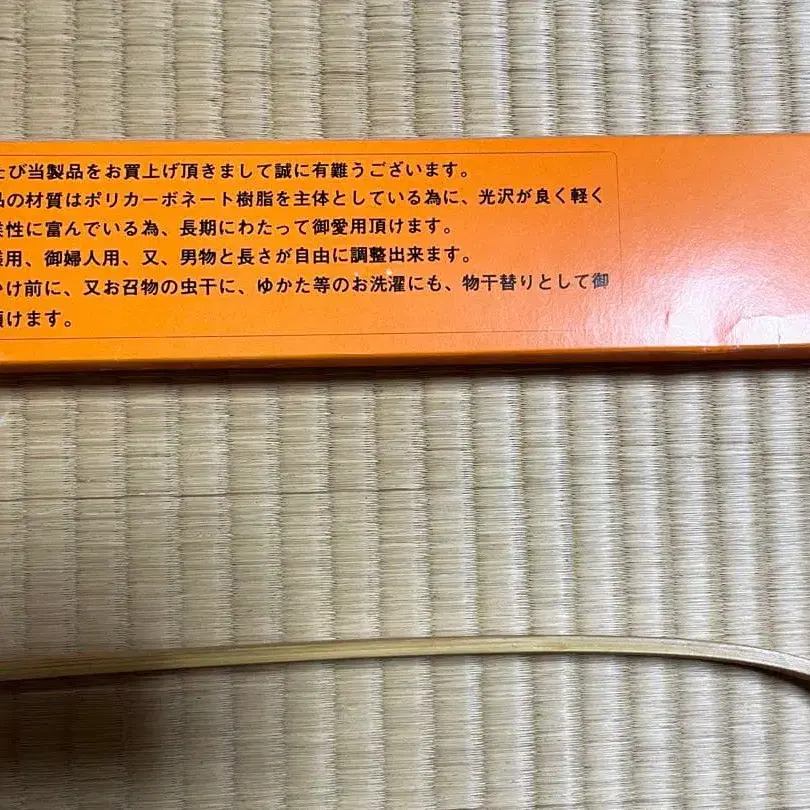 び当製品をお買上げ頂きまして誠に有難うございます。
の材質はポリカーボネート樹脂を主体としている為に、光沢が良く軽く
性に富んでいる為、長期にわたって御愛用頂けます。
用、御婦人用、又、男物と長さが自由に調整出来ます。
け前に、又お召物の虫干に、ゆかた等のお洗濯にも、物干替りとして御
頂けます。